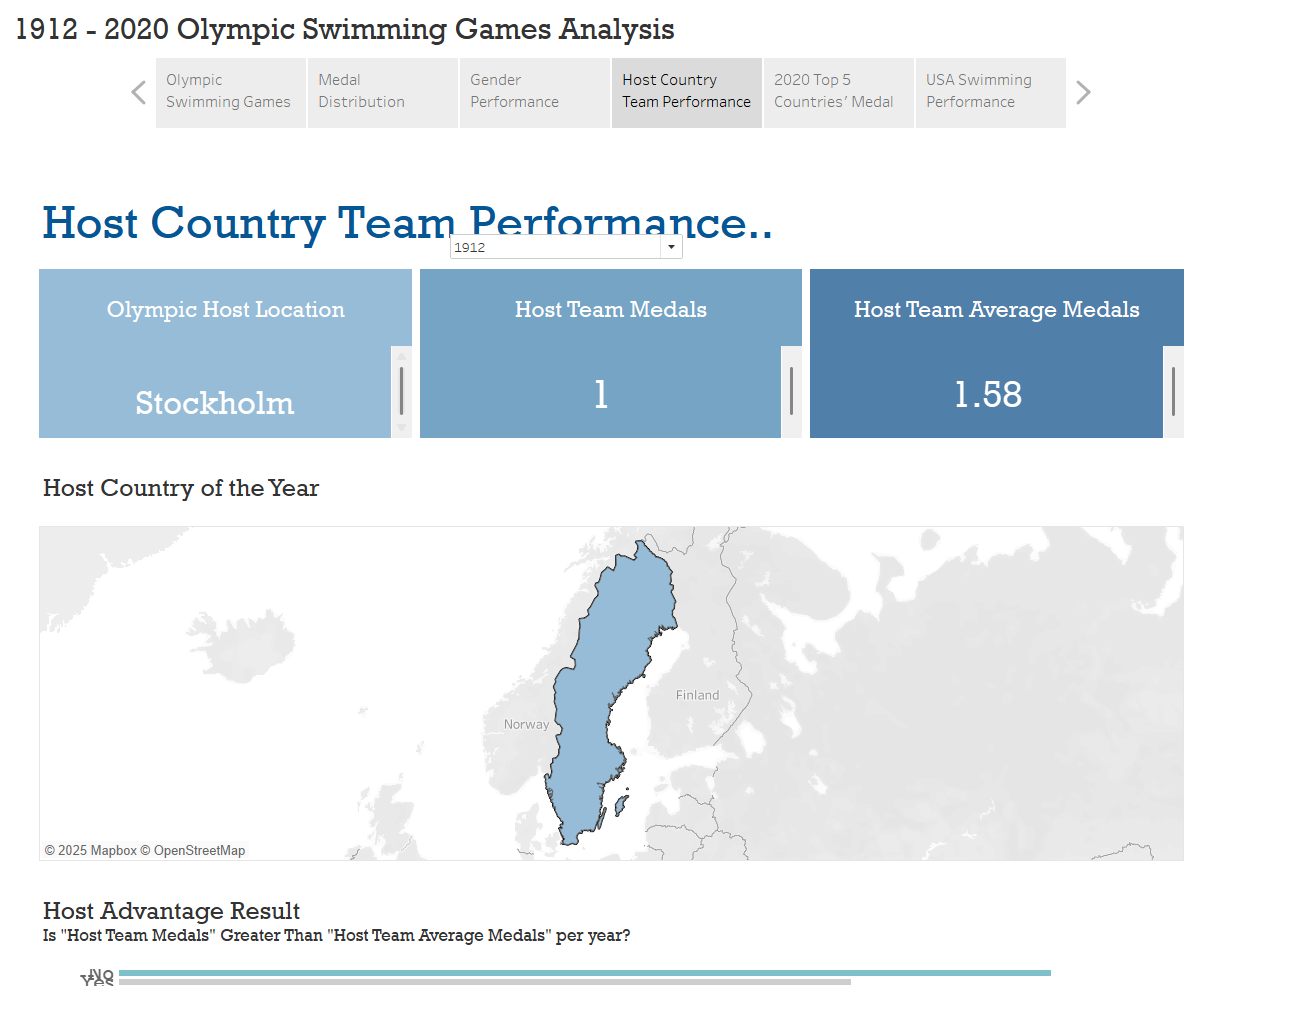 1912 - 2020 Olympic Swimming Games Analysis
Olympic
Swimming Games
Medal
Distribution
Gender
Performance
Host Country
Team Performance
2020 Top 5
Countries' Medal
USA Swimming
Performance
Host Country Team Performance..
1912
Olympic Host Location
Stockholm
Host Team Medals
1
Host Team Average Medals
1.58
Host Country of the Year
Finland
Norway
© 2025 Mapbox © OpenStreetMap
Host Advantage Result
Is "Host Team Medals" Greater Than "Host Team Average Medals" per year?
No
Yes